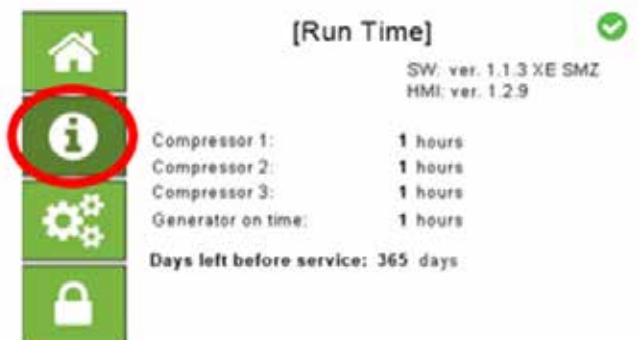 [Run Time]
SW: ver. 1.1.3 XE SMZ
HMI: ver. 1.2.9
Compressor 1: 1 hours
Compressor 2: 1 hours
Compressor 3: 1 hours
Generator on time: 1 hours
Days left before service: 365 days